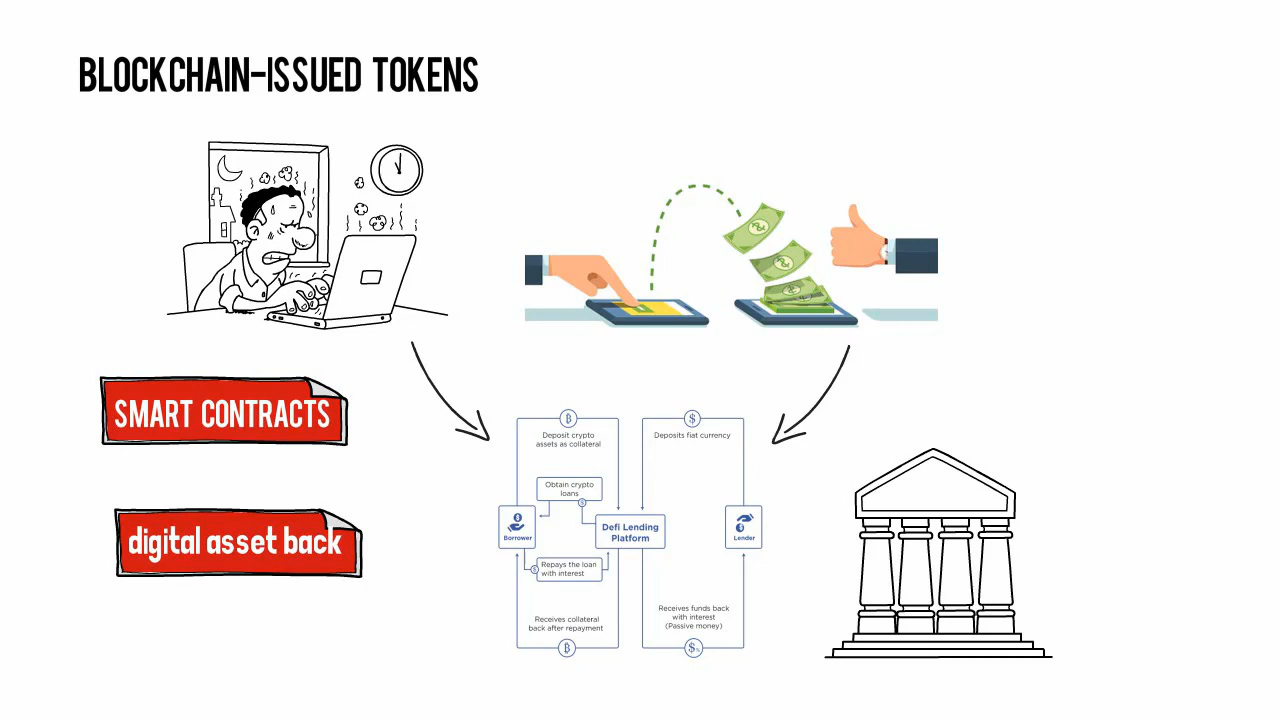 BLOCKCHAIN-ISSUED TOKENS
SMART CONTRACTS
digital asset back
Deposit crypto
assets as collateral
Deposits fiat currency
Obtain crypto
loans
Borrower
Defi Lending
Platform
Lender
Repays the loan
with interest
Receives collateral
back after repayment
Receives funds back
with interest
(Passive money)